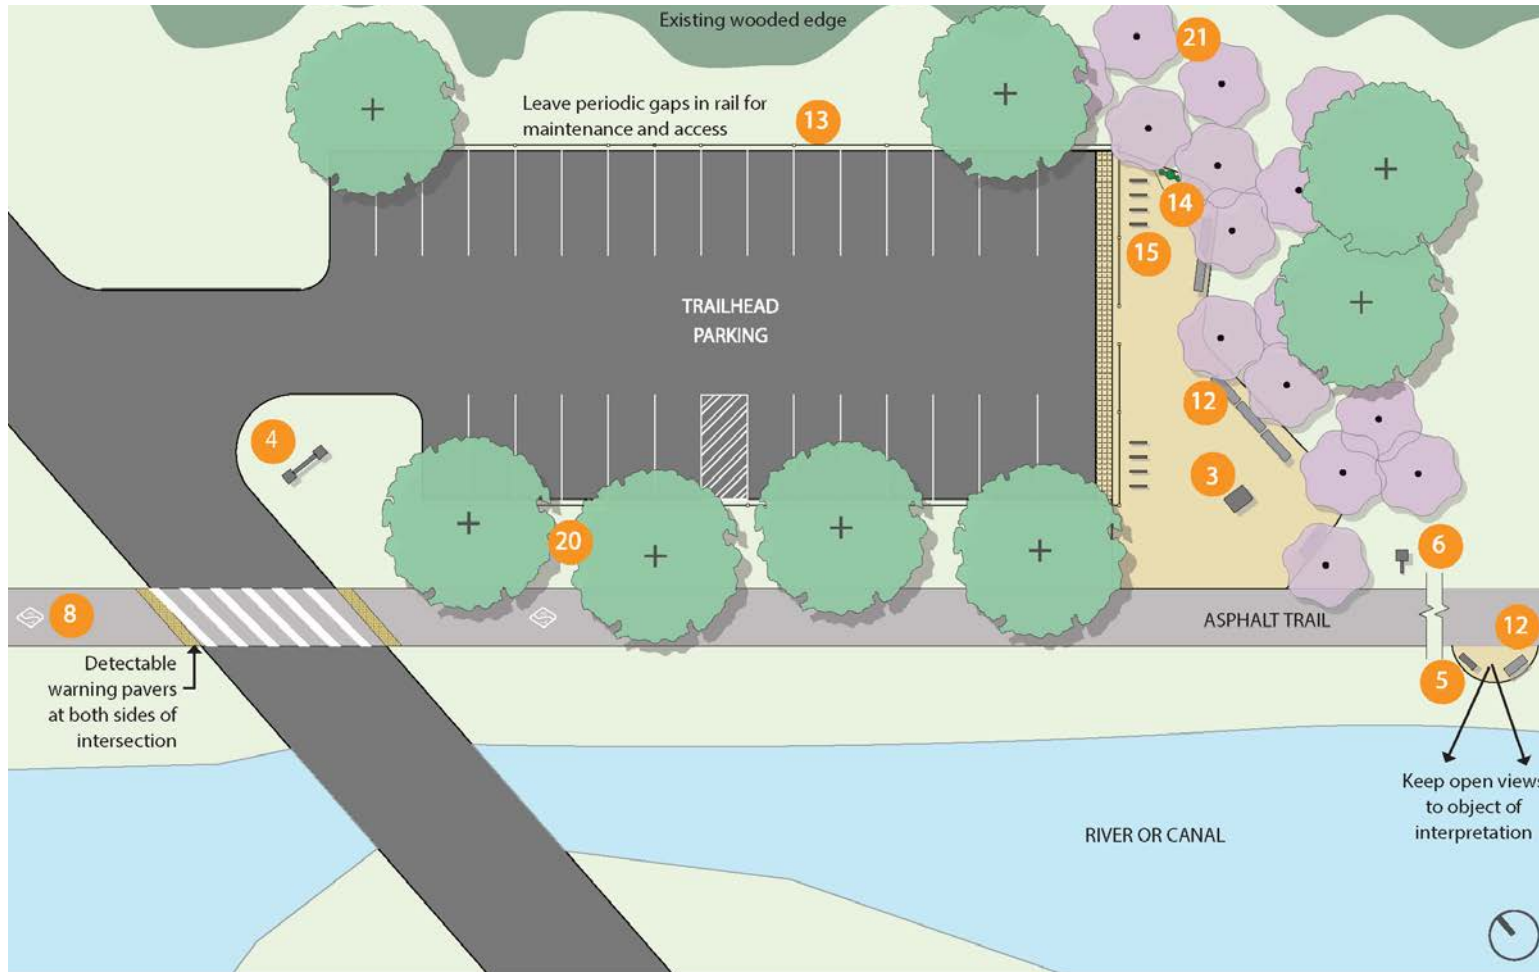 Existing wooded edge
21
Leave periodic gaps in rail for
maintenance and access
13
14
15
TRAILHEAD
PARKING
12
4
3
20
6
8
ASPHALT TRAIL
12
5
Detectable
warning pavers
at both sides of
intersection
Keep open views
to object of
interpretation
RIVER OR CANAL